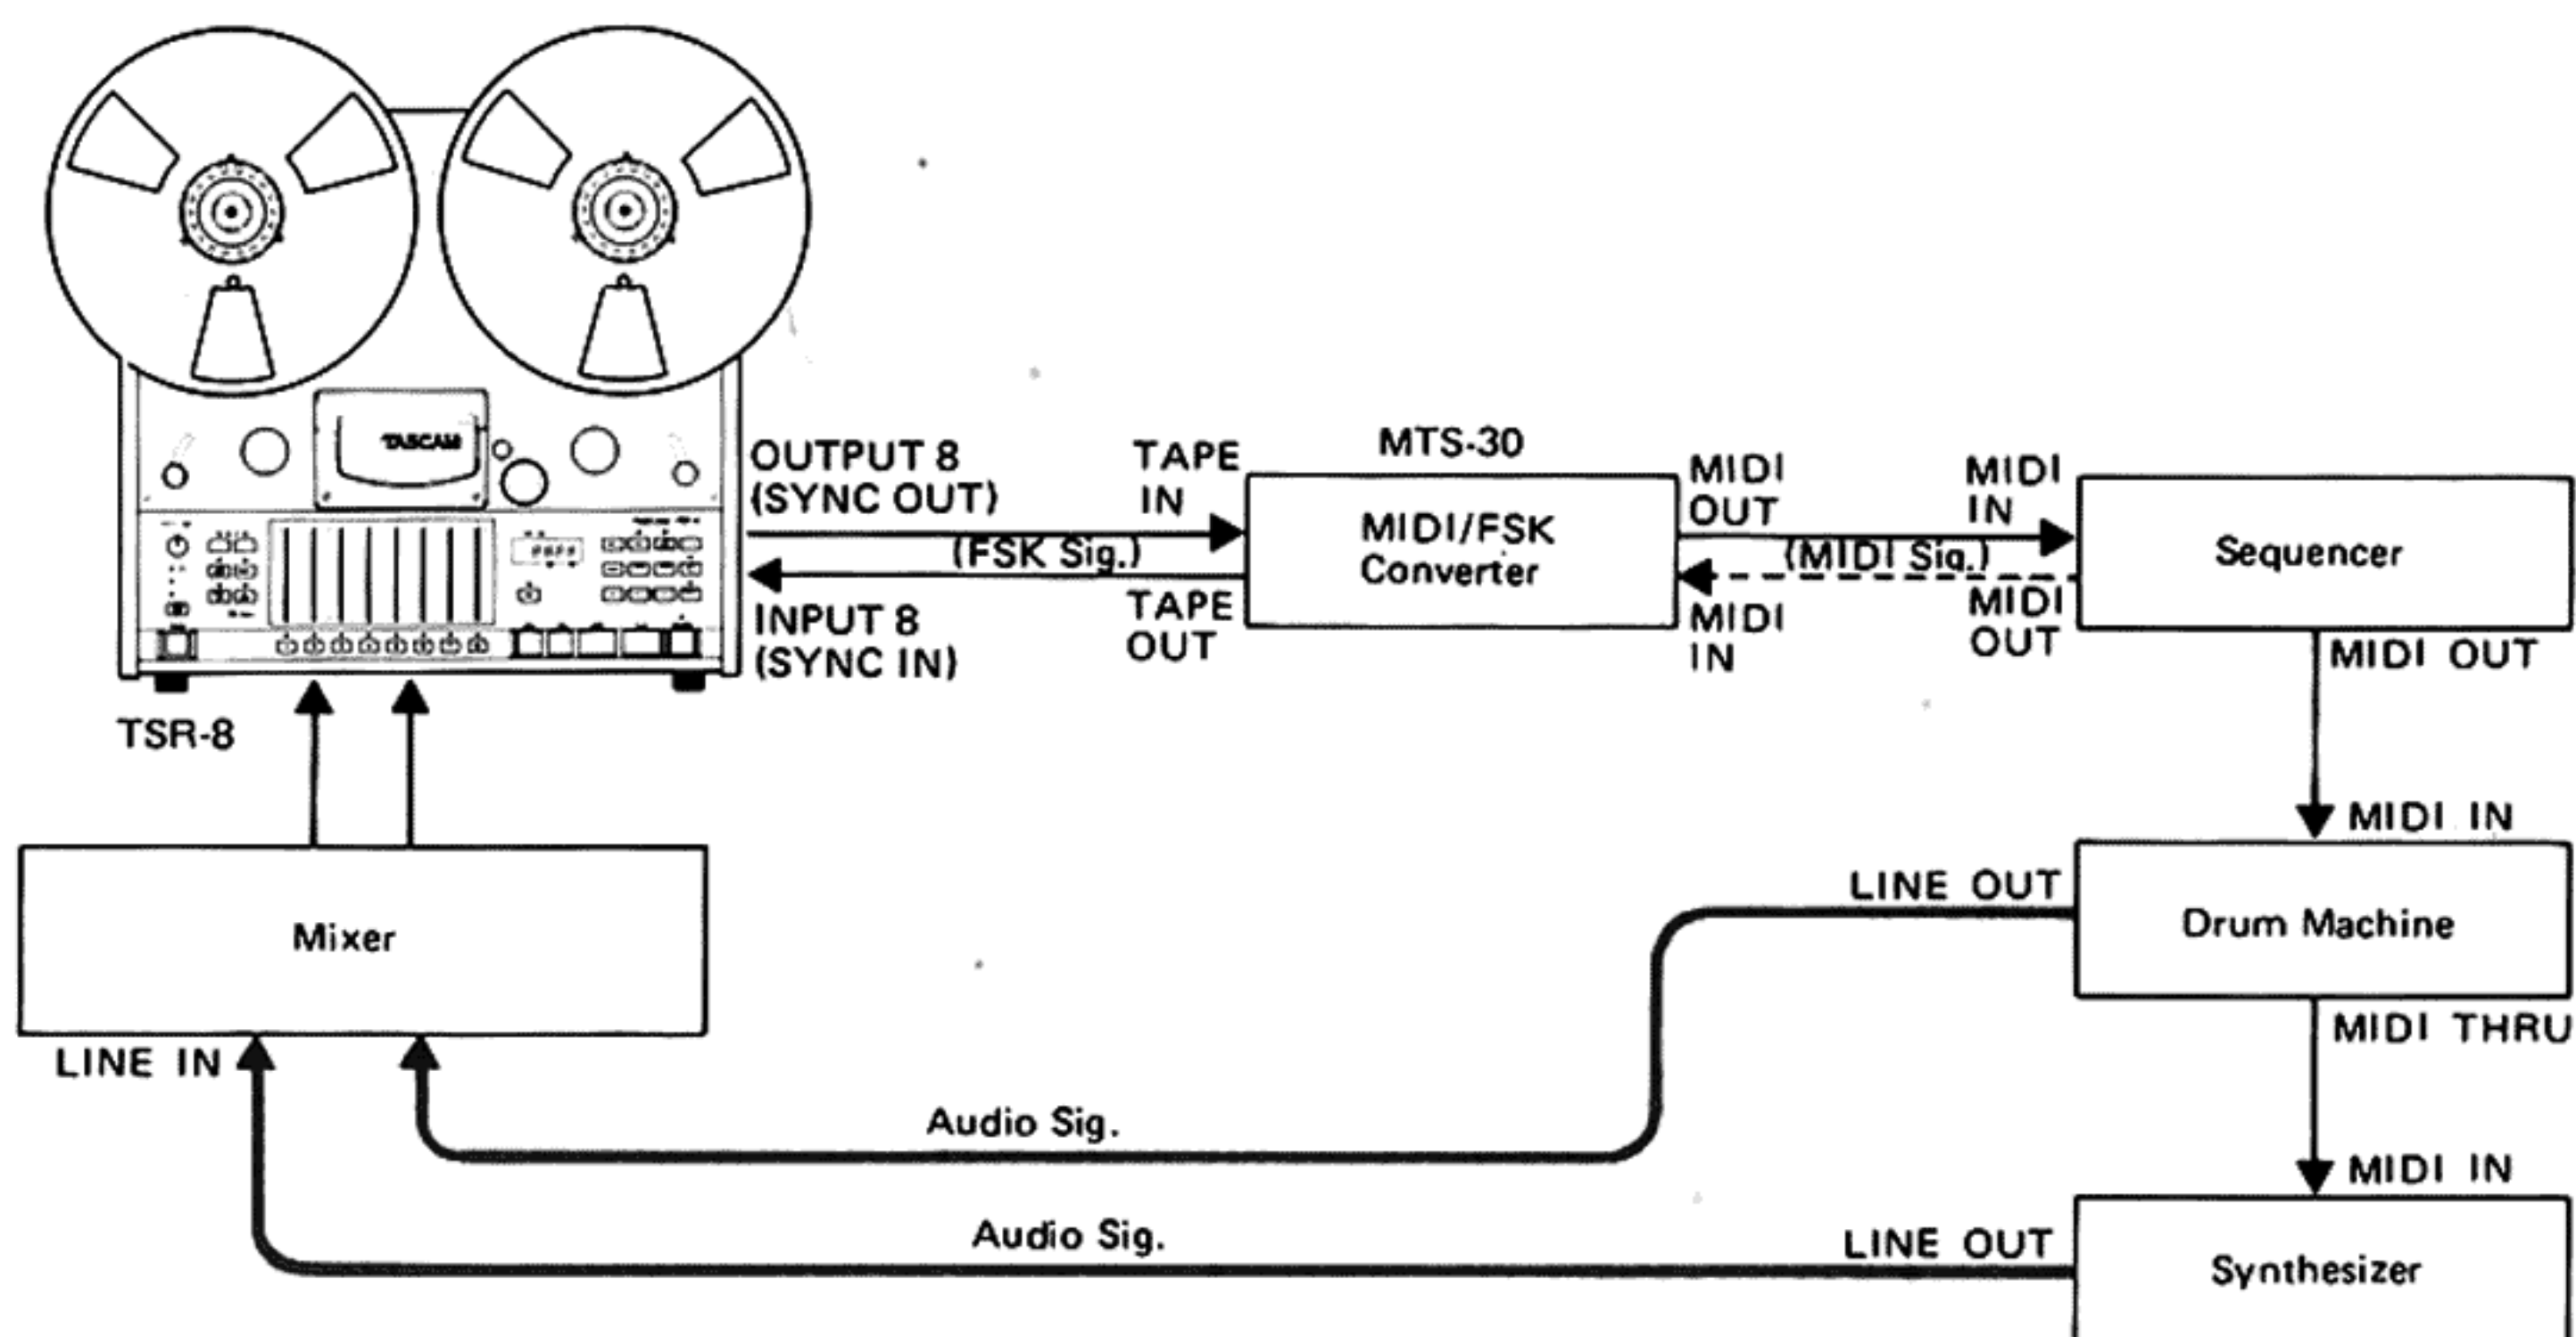 TASCAM
OUTPUT 8
(SYNC OUT)
TAPE
IN
(FSK Sig.)
INPUT 8
(SYNC IN)
TAPE
OUT
MTS-30
MIDI/FSK
Converter
MIDI
OUT
MIDI
IN
(MIDI Sig.)
MIDI
IN
MIDI
OUT
Sequencer
MIDI OUT
TSR-8
MIDI IN
Mixer
LINE OUT
Drum Machine
MIDI THRU
LINE IN
Audio Sig.
MIDI IN
Audio Sig.
LINE OUT
Synthesizer